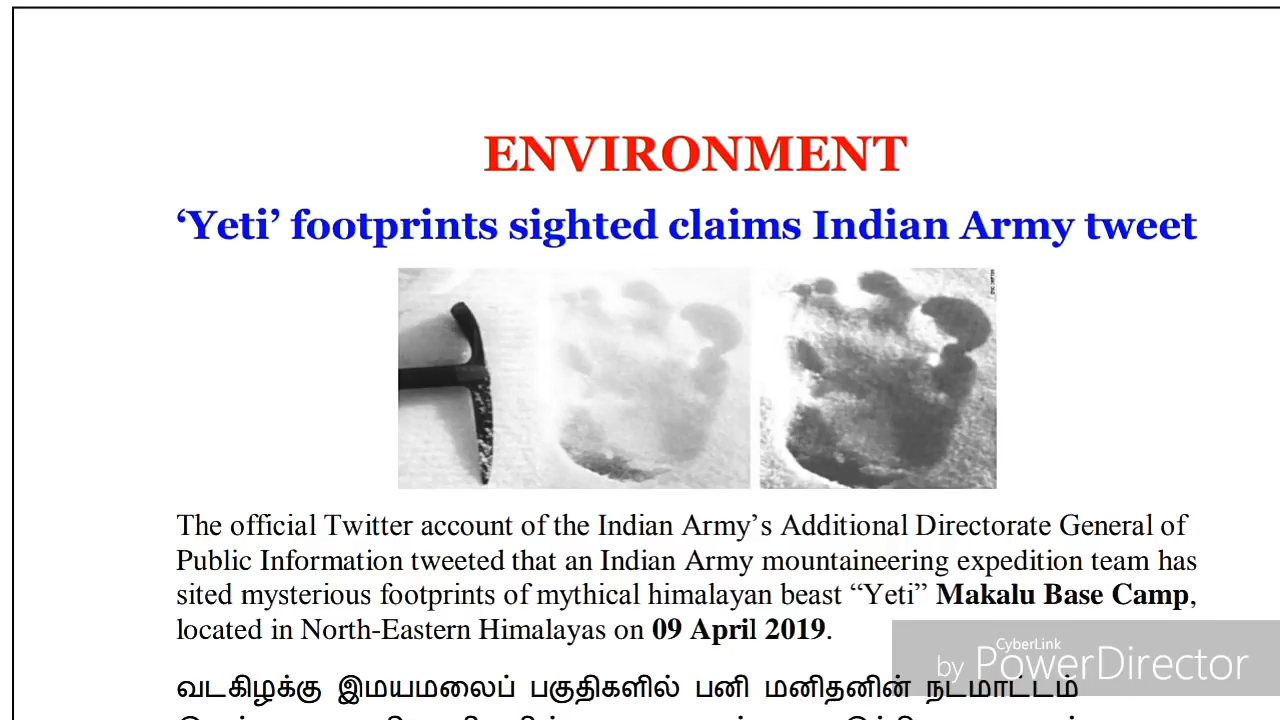 ENVIRONMENT
‘Yeti’ footprints sighted claims Indian Army tweet
The official Twitter account of the Indian Army’s Additional Directorate General of
Public Information tweeted that an Indian Army mountaineering expedition team has
sited mysterious footprints of mythical himalayan beast “Yeti” Makalu Base Camp,
located in North-Eastern Himalayas on 09 April 2019.
CyberLink
by PowerDirector
வடகிழக்கு இமயமலைப் பகுதிகளில் பனி மனிதனின் நடமாட்டம்